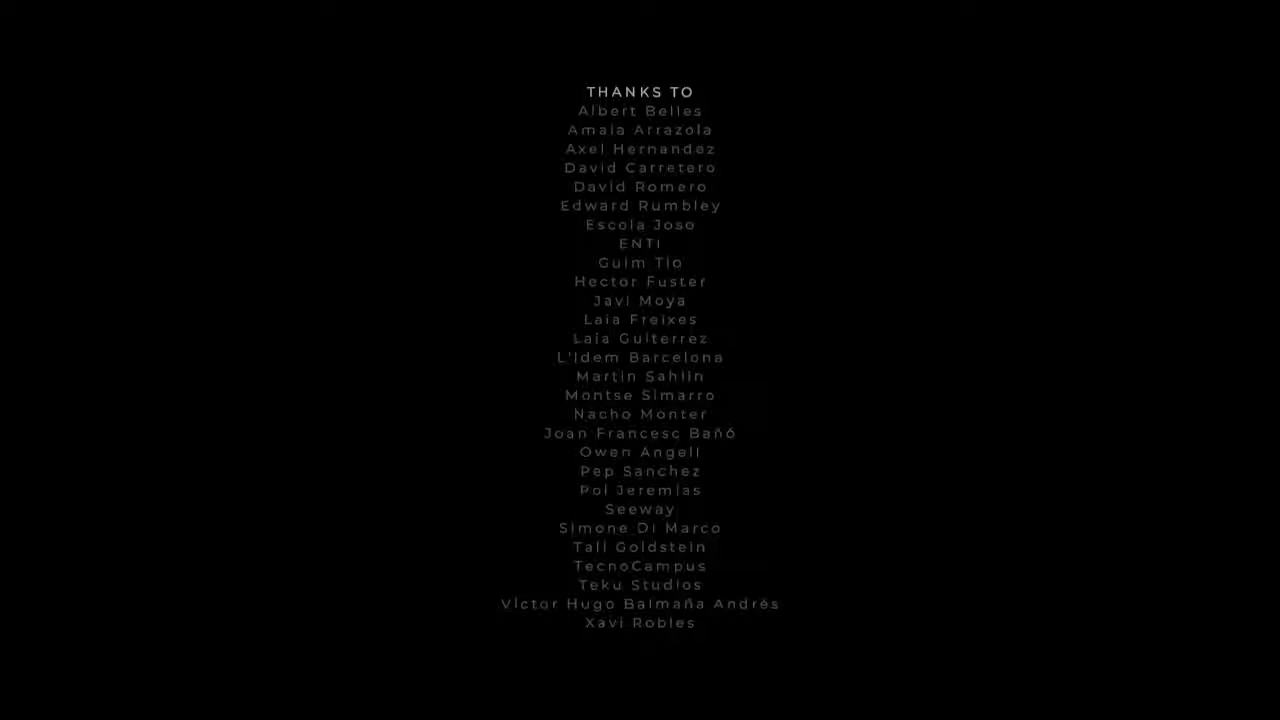 THANKS TO
Albert Belles
Amaia Arrazola
Axel Hernandez
David Carretero
David Romero
Edward Rumbley
Escola Joso
ENTI
Guim Tio
Hector Fuster
Javi Moya
Laia Freixes
Laia Guiterrez
L'Idem Barcelona
Martin Sahlin
Montse Simarro
Nacho Monter
Joan Francesc Bañó
Owen Angell
Pep Sanchez
Pol Jeremias
Seeway
Simone Di Marco
Tali Goldstein
TecnoCampus
Teku Studios
Víctor Hugo Balmaña Andrés
Xavi Robles